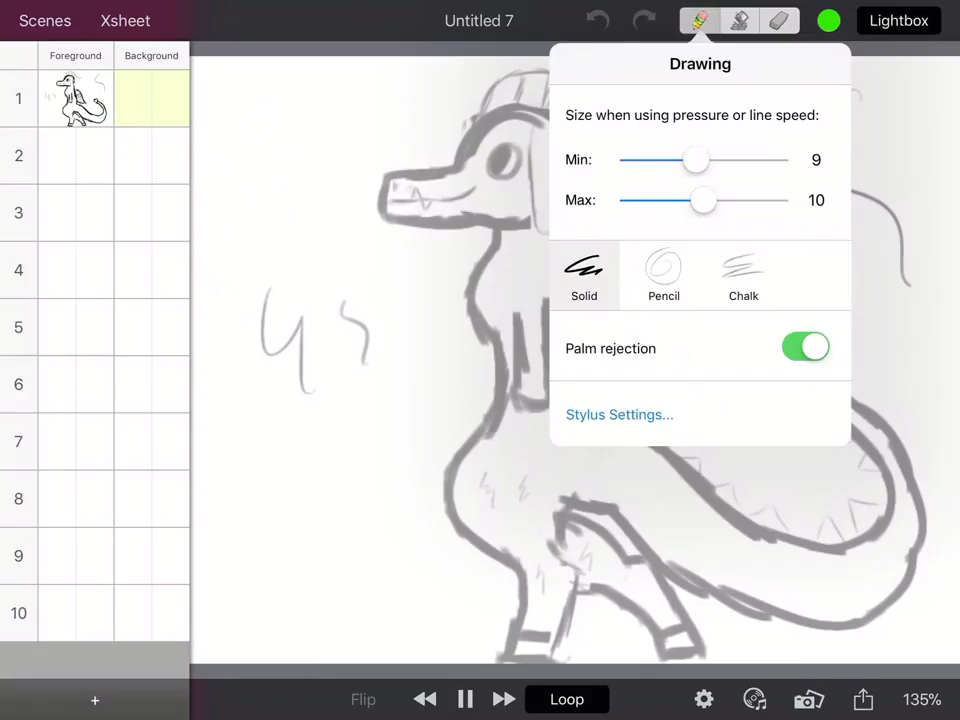 Scenes Xsheet Untitled 7 Lightbox
Foreground Background
1
2
3
4
5
6
7
8
9
10
+
Drawing
Size when using pressure or line speed:
Min: 9
Max: 10
Solid Pencil Chalk
Palm rejection
Stylus Settings...
Flip Loop 135%